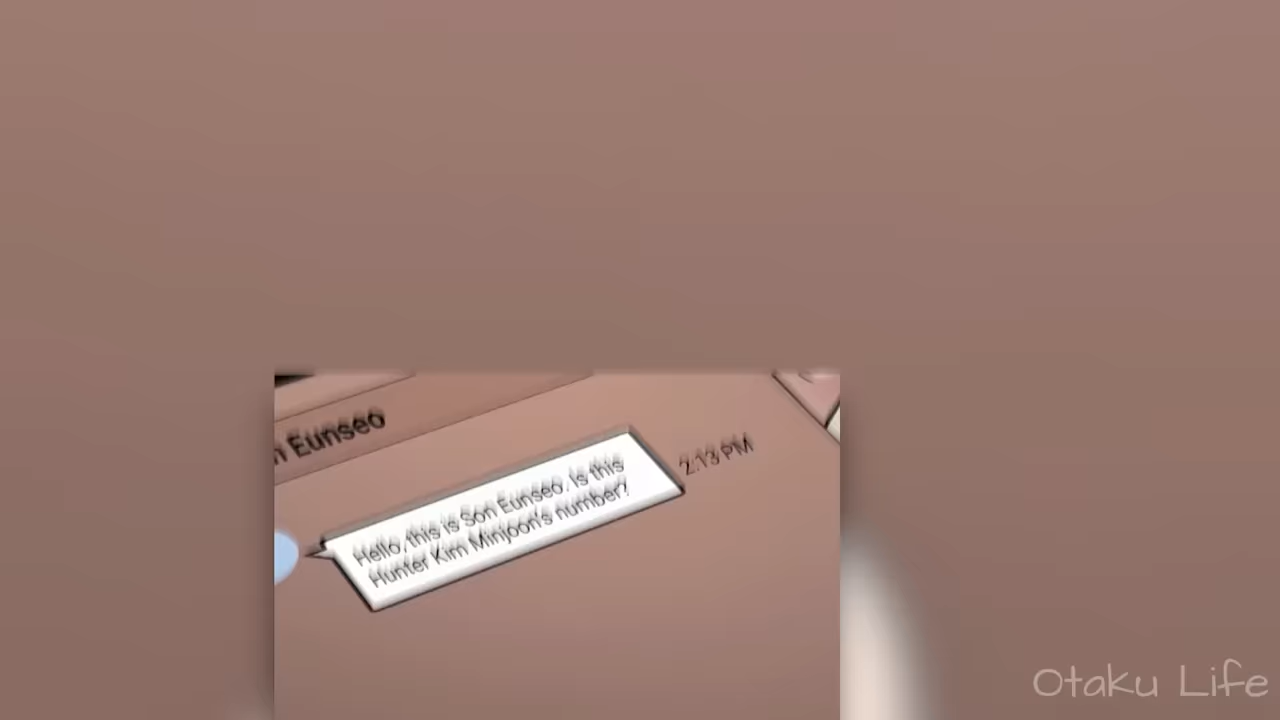 n Eunseo
Hello, this is Son Eunseo. Is this
Hunter Kim Minjoon's number?
2:13 PM
Otaku Life